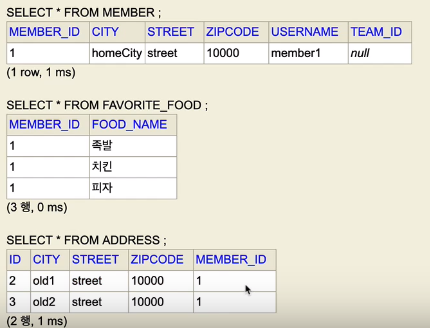 SELECT * FROM MEMBER ;
MEMBER_ID CITY STREET ZIPCODE USERNAME TEAM_ID
1 homeCity street 10000 member1 null
(1 row, 1 ms)
SELECT * FROM FAVORITE_FOOD ;
MEMBER_ID FOOD_NAME
1 족발
1 치킨
1 피자
(3 행, 0 ms)
SELECT * FROM ADDRESS ;
ID CITY STREET ZIPCODE MEMBER_ID
2 old1 street 10000 1
3 old2 street 10000 1
(2 행, 1 ms)